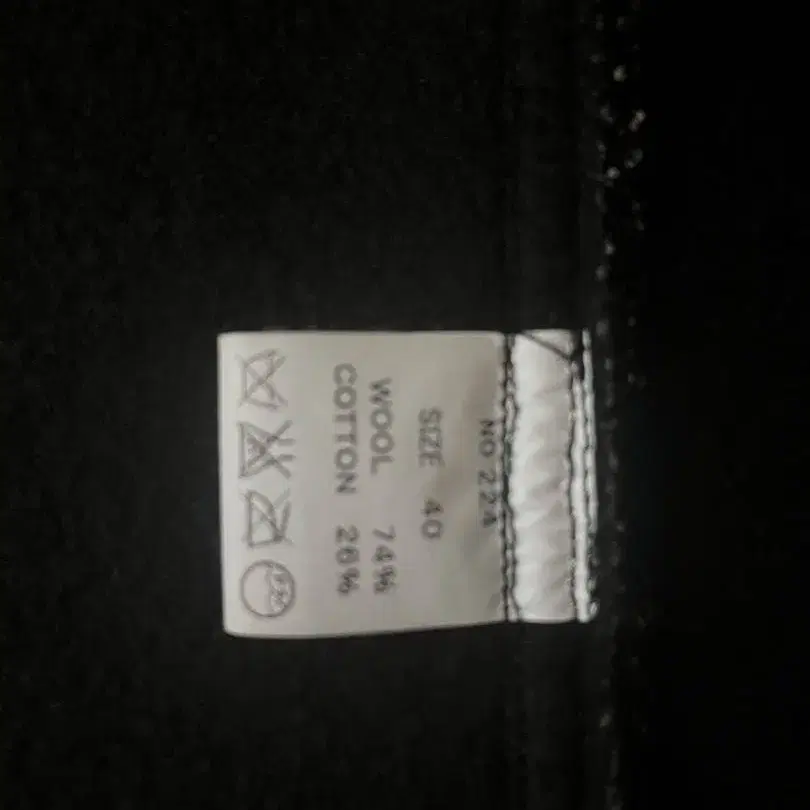 NO 224
SIZE 40
WOOL 74%
COTTON 26%